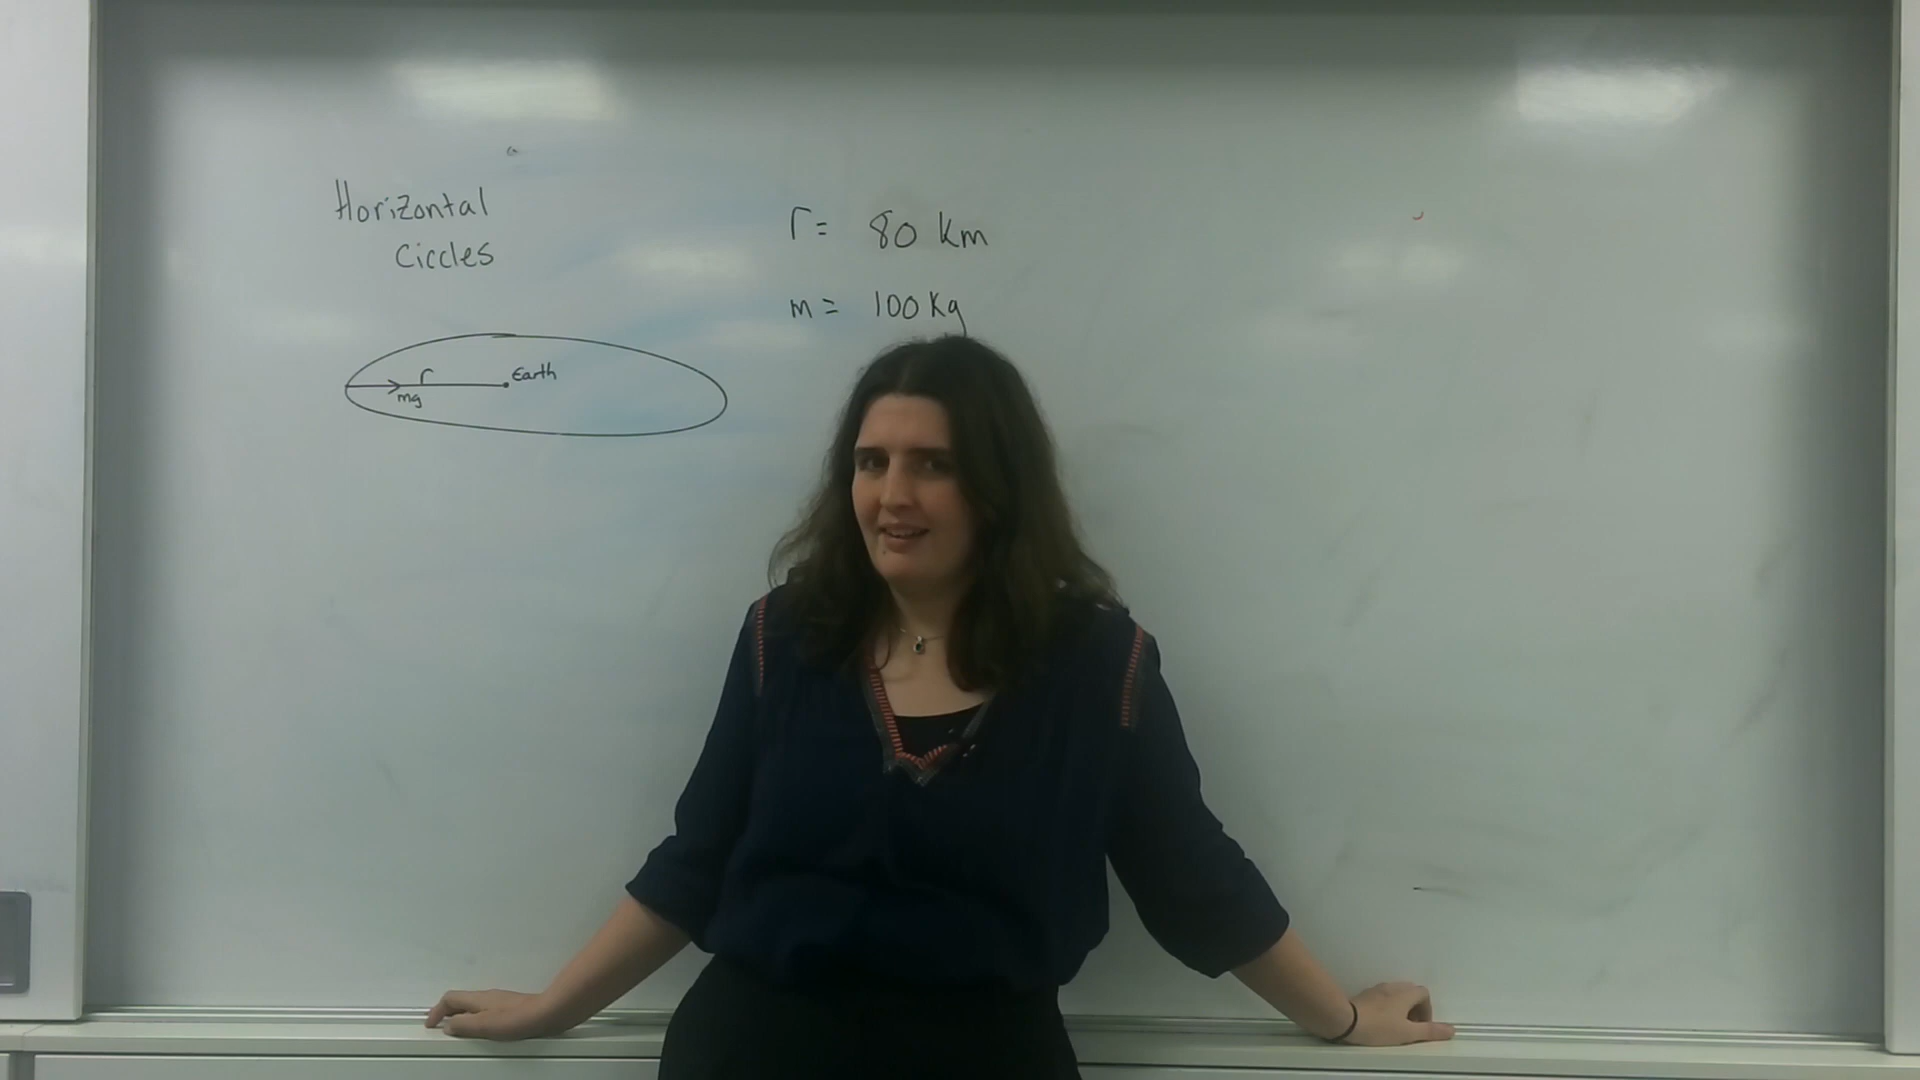 Horizontal
Circles
r = 80 km
m = 100 kg
r
Earth
mg